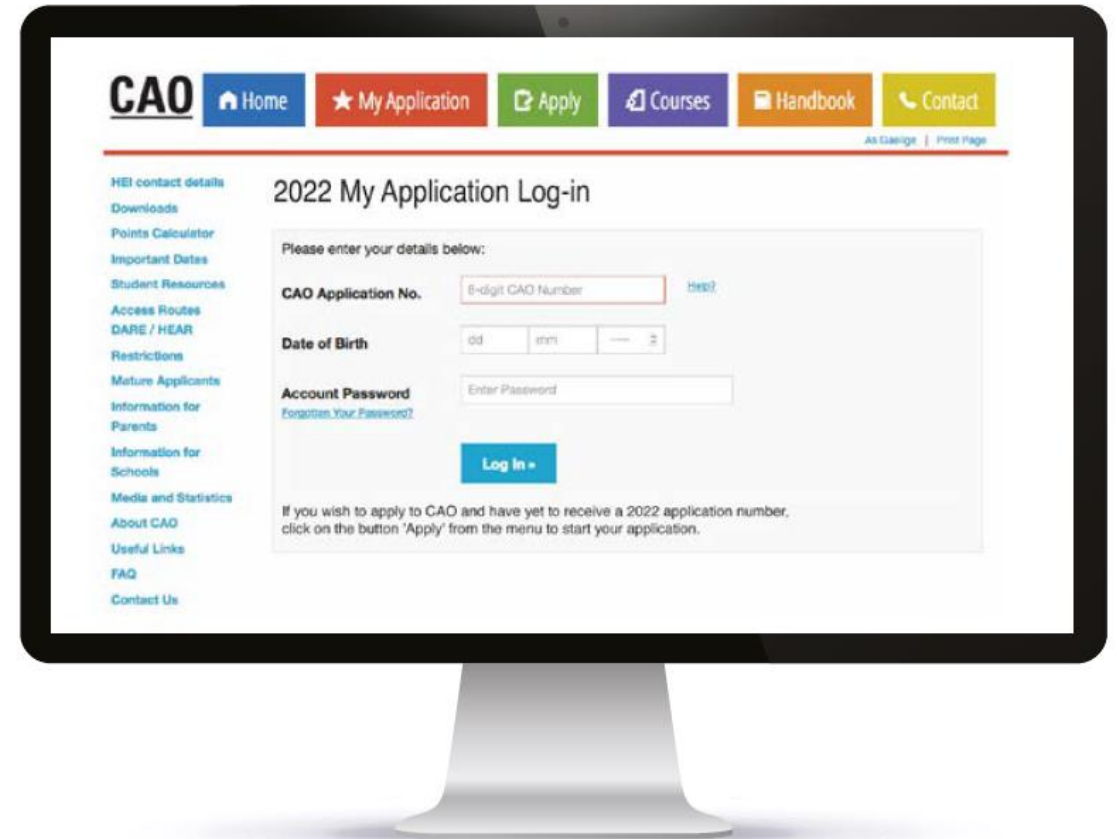 CAO
Home
My Application
Apply
Courses
Handbook
Contact
As Gaeilge | Print Page
HEI contact details
Downloads
Points Calculator
Important Dates
Student Resources
Access Routes
DARE / HEAR
Restrictions
Mature Applicants
Information for
Parents
Information for
Schools
Media and Statistics
About CAO
Useful Links
FAQ
Contact Us
2022 My Application Log-in
Please enter your details below:
CAO Application No.
8-digit CAO Number
Help?
Date of Birth
dd
mm
----
Account Password
Enter Password
Forgotten Your Password?
Log In »
If you wish to apply to CAO and have yet to receive a 2022 application number,
click on the button 'Apply' from the menu to start your application.